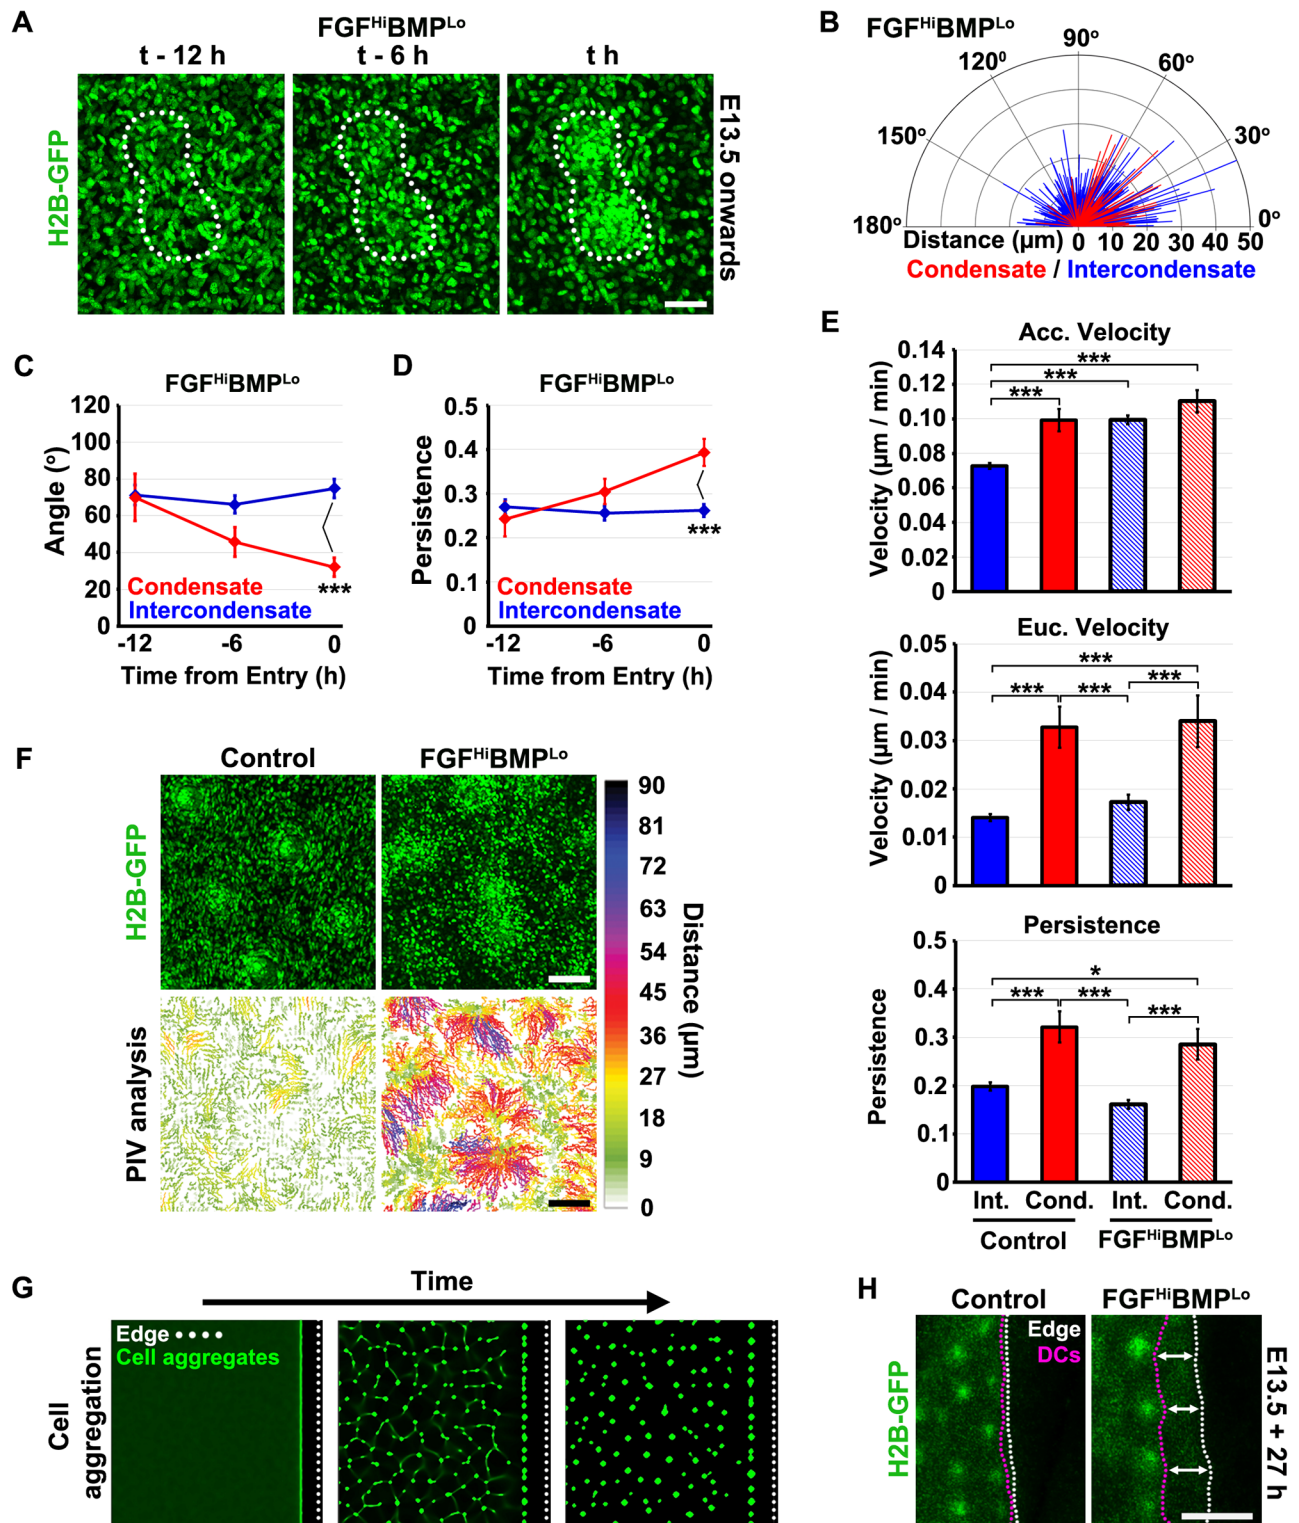 A
FGFHiBMPLo
t - 12 h
t - 6 h
t h
H2B-GFP
E13.5 onwards
B
FGFHiBMPLo
90o
120o
60o
150o
30o
180o
0o
Distance (µm)
0
10
20
30
40
50
Condensate / Intercondensate
C
FGFHiBMPLo
Angle (o)
120
100
80
60
40
20
0
***
Condensate
Intercondensate
-12
-6
0
Time from Entry (h)
D
FGFHiBMPLo
Persistence
0.5
0.4
0.3
0.2
0.1
0
***
Condensate
Intercondensate
-12
-6
0
Time from Entry (h)
E
Acc. Velocity
Velocity (µm / min)
0.14
0.12
0.10
0.08
0.06
0.04
0.02
0
***
***
***
Euc. Velocity
Velocity (µm / min)
0.05
0.04
0.03
0.02
0.01
0
***
***
***
***
Persistence
Persistence
0.5
0.4
0.3
0.2
0.1
0
*
***
***
***
Int.
Cond.
Int.
Cond.
Control
FGFHiBMPLo
F
Control
FGFHiBMPLo
H2B-GFP
PIV analysis
90
81
72
63
54
45
36
27
18
9
0
Distance (µm)
G
Time
Edge
Cell aggregates
Cell
aggregation
H
Control
FGFHiBMPLo
Edge
DCs
H2B-GFP
E13.5 + 27 h